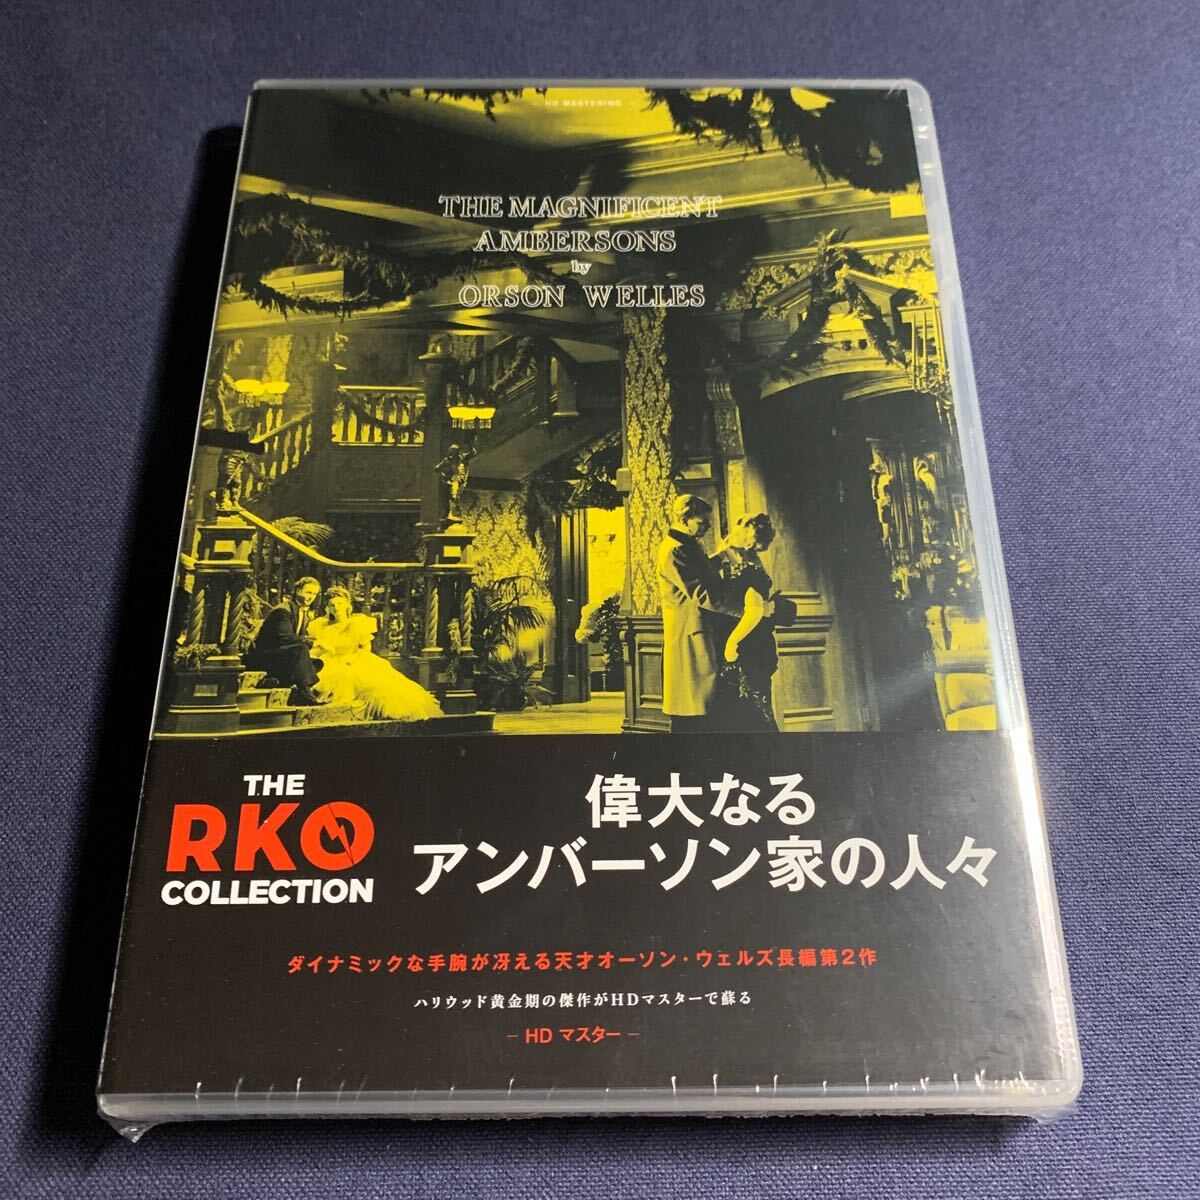 – HD MASTERING –
THE MAGNIFICENT
AMBERSONS
by
ORSON WELLES
THE
RKO
COLLECTION
偉大なる
アンバーソン家の人々
ダイナミックな手腕が冴える天才オーソン・ウェルズ長編第2作
ハリウッド黄金期の傑作がHDマスターで蘇る
– HD マスター –